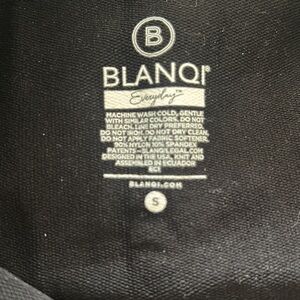 B
BLANQI®
Everyday™
MACHINE WASH COLD, GENTLE
WITH SIMILAR COLORS. DO NOT
BLEACH. LINE DRY PREFERRED.
DO NOT IRON. DO NOT DRY CLEAN.
DO NOT APPLY FABRIC SOFTENER.
90% NYLON 10% SPANDEX
PATENTS—BLANQILEGAL.COM
DESIGNED IN THE USA, KNIT AND
ASSEMBLED IN ECUADOR
BLANQI.COM
S